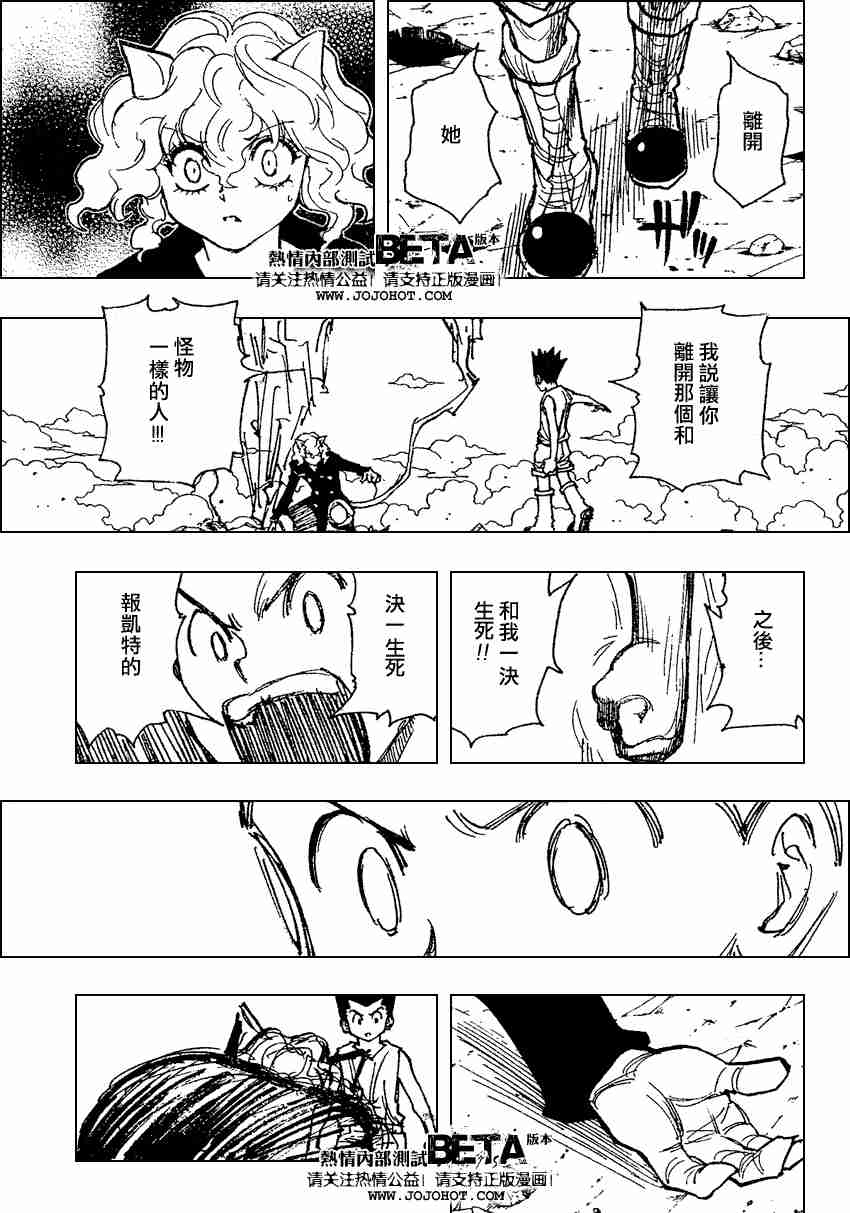 離開
她
熱情內部測試BETA版本
请关注热情公益! 请支持正版漫画!
WWW.JOJOHOT.COM
我説讓你
離開那個和
怪物
一樣的人!!!
之後…
和我一決
生死!!
決一生死
報凱特的
熱情內部測試BETA版本
请关注热情公益! 请支持正版漫画!
WWW.JOJOHOT.COM